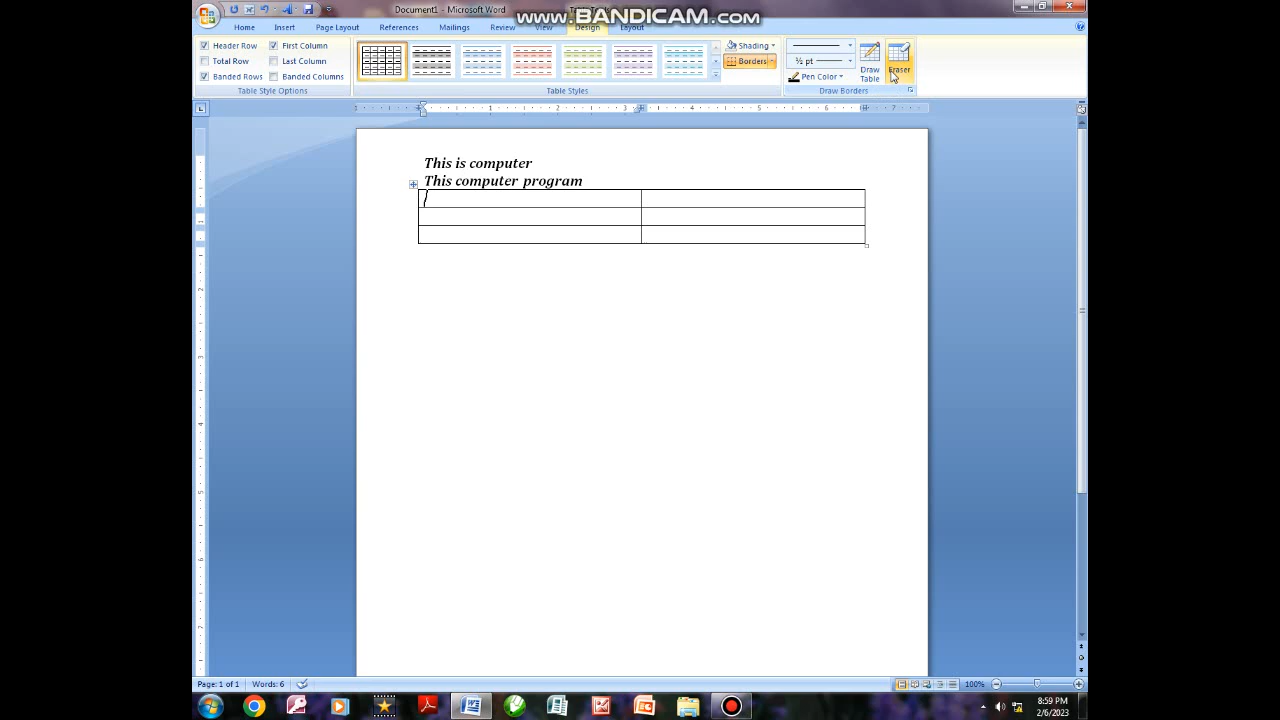 Document1 - Microsoft Word
www.BANDICAM.com
Home Insert Page Layout References Mailings Review View Design Layout
Header Row First Column
Total Row Last Column
Banded Rows Banded Columns
Table Style Options
Table Styles
Shading
Borders
½ pt
Pen Color
Draw Table
Eraser
Draw Borders
This is computer
This computer program
Page: 1 of 1 Words: 6
100%
8:59 PM
2/6/2023